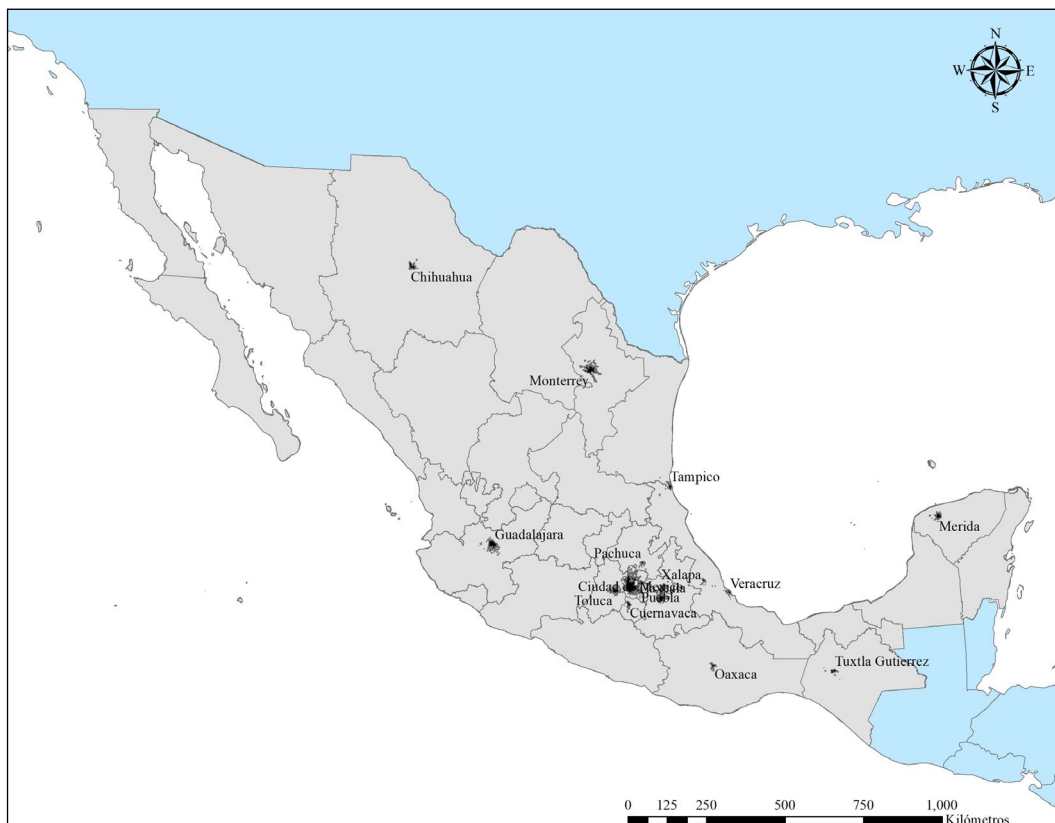 N
W E
S
Chihuahua
Monterrey
Tampico
Merida
Guadalajara
Pachuca
Xalapa
Ciudad
Veracruz
Toluca
Puebla
Cuernavaca
Tuxtla Gutierrez
Oaxaca
0 125 250 500 750 1,000
Kilómetros